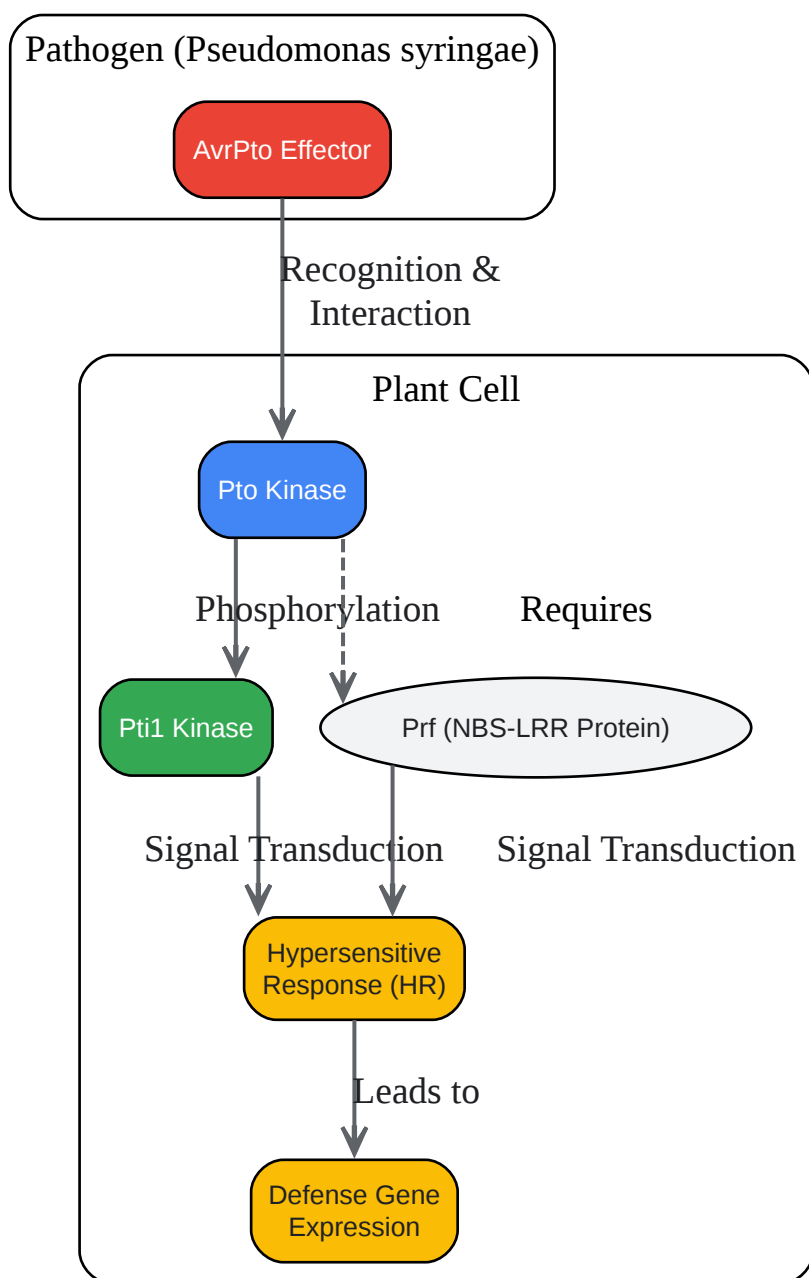 Pathogen (Pseudomonas syringae)
AvrPto Effector
Recognition &
Interaction
Plant Cell
Pto Kinase
Phosphorylation
Requires
Pti1 Kinase
Prf (NBS-LRR Protein)
Signal Transduction
Signal Transduction
Hypersensitive
Response (HR)
Leads to
Defense Gene
Expression